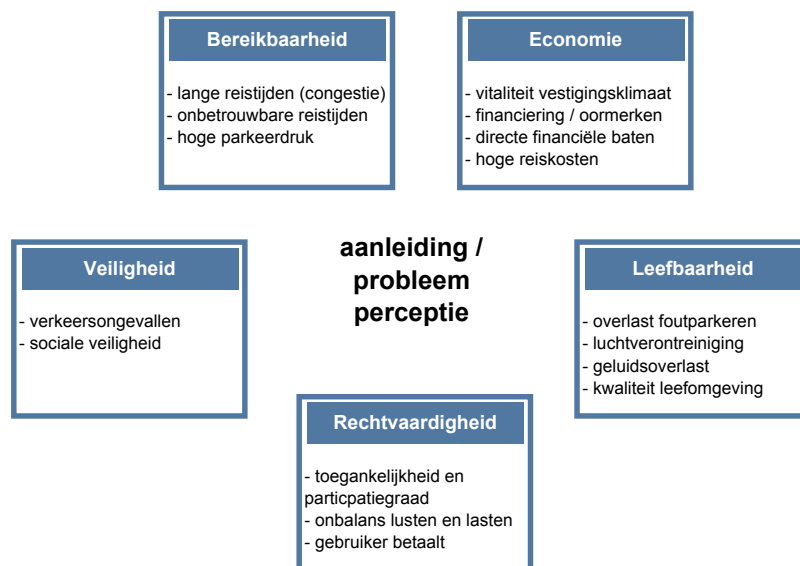 Bereikbaarheid
- lange reistijden (congestie)
- onbetrouwbare reistijden
- hoge parkeerdruk
Economie
- vitaliteit vestigingsklimaat
- financiering / oormerken
- directe financiële baten
- hoge reiskosten
Veiligheid
- verkeersongevallen
- sociale veiligheid
aanleiding /
probleem
perceptie
Leefbaarheid
- overlast foutparkeren
- luchtverontreiniging
- geluidsoverlast
- kwaliteit leefomgeving
Rechtvaardigheid
- toegankelijkheid en
particpatiegraad
- onbalans lusten en lasten
- gebruiker betaalt